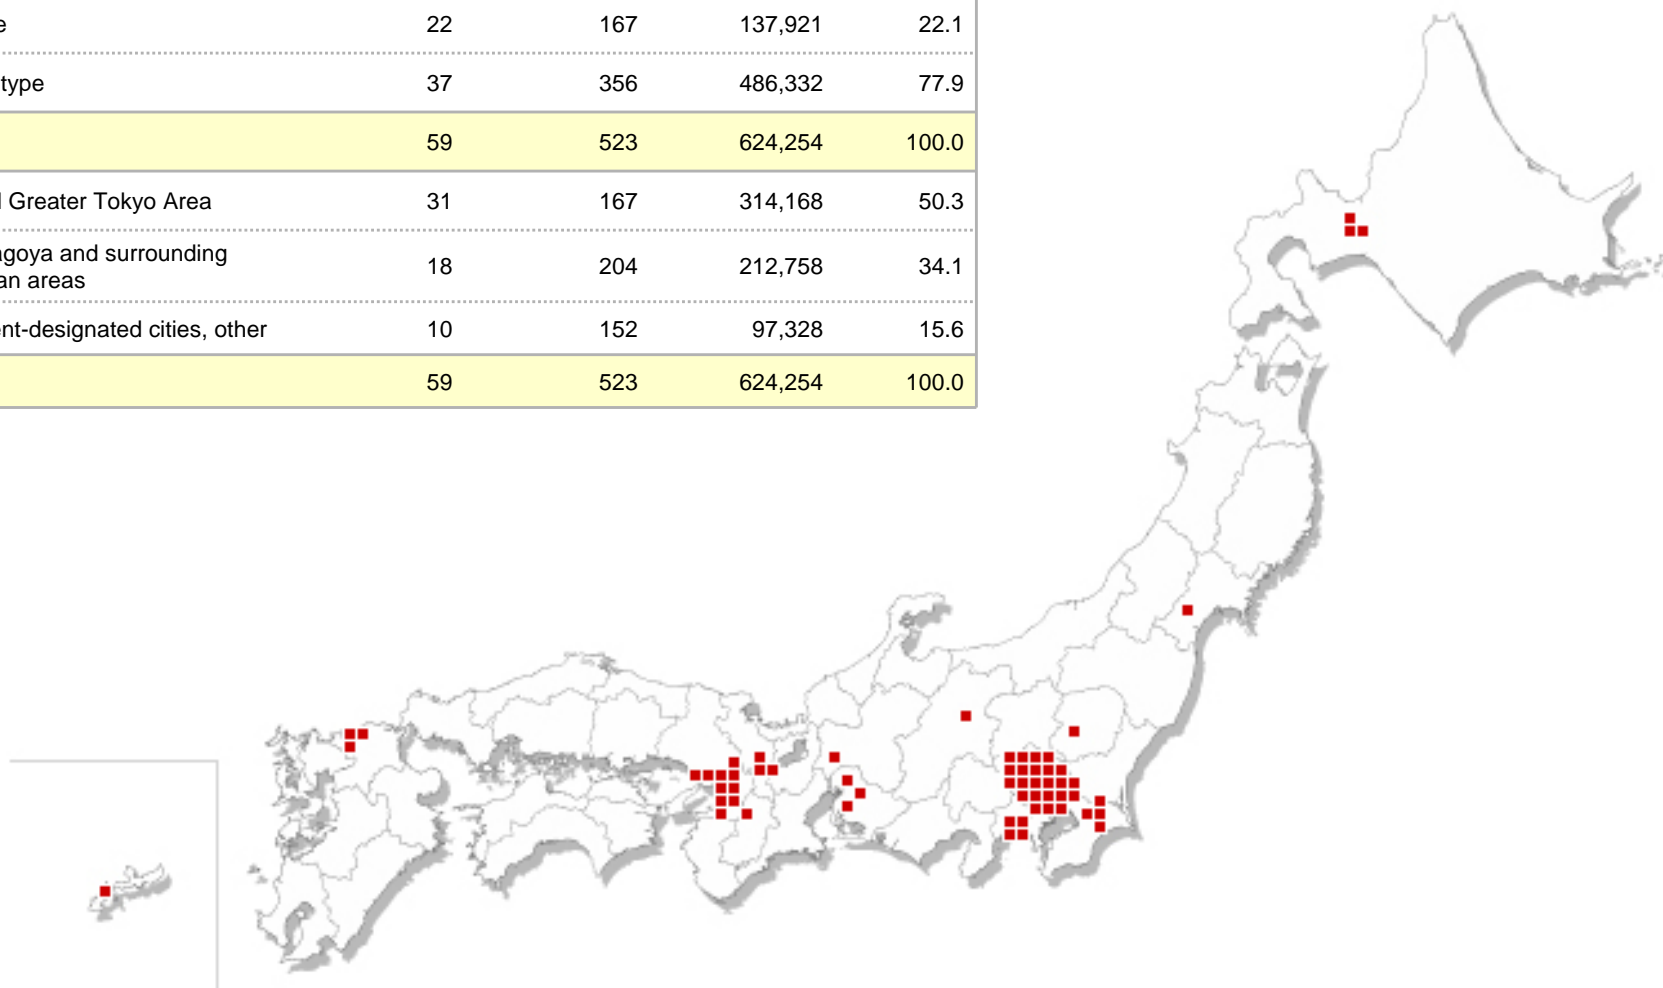 e 22 167 137,921 22.1
type 37 356 486,332 77.9
59 523 624,254 100.0
l Greater Tokyo Area 31 167 314,168 50.3
agoya and surrounding
an areas 18 204 212,758 34.1
ent-designated cities, other 10 152 97,328 15.6
59 523 624,254 100.0